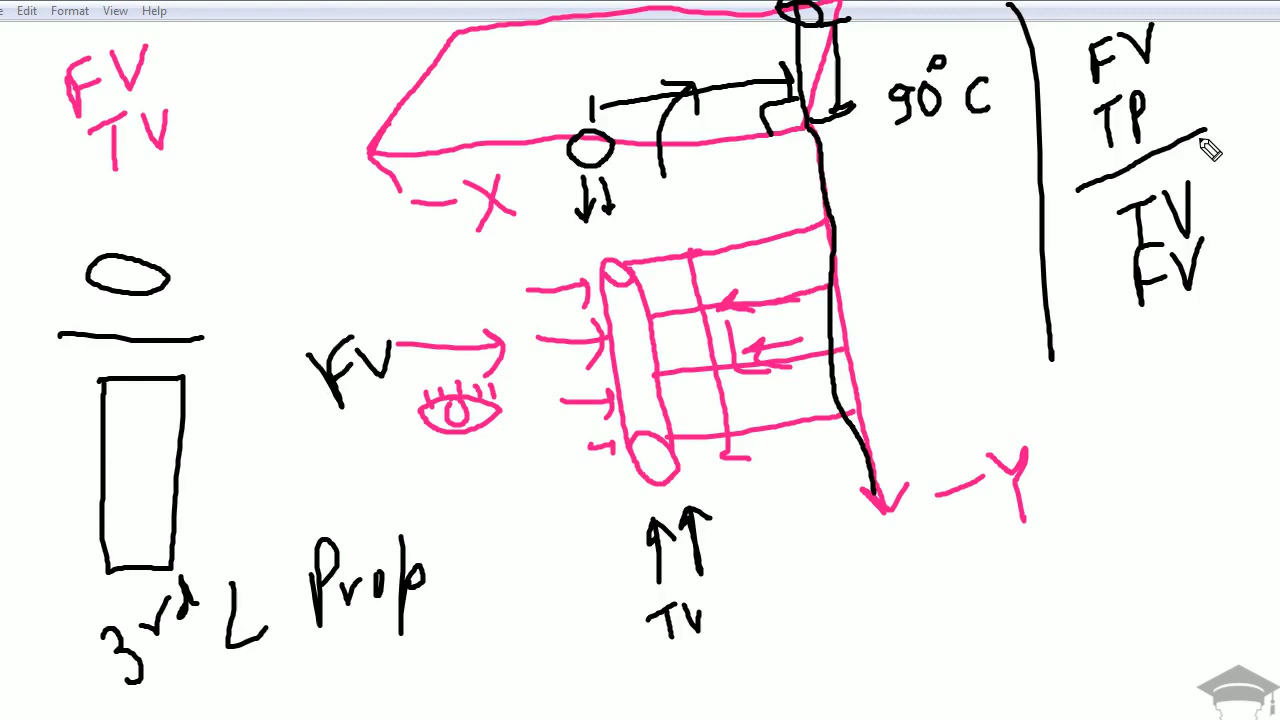 Edit Format View Help
FV
TV
-X
90° C
FV
TP
TV
FV
FV
-Y
TV
3rd L Prop